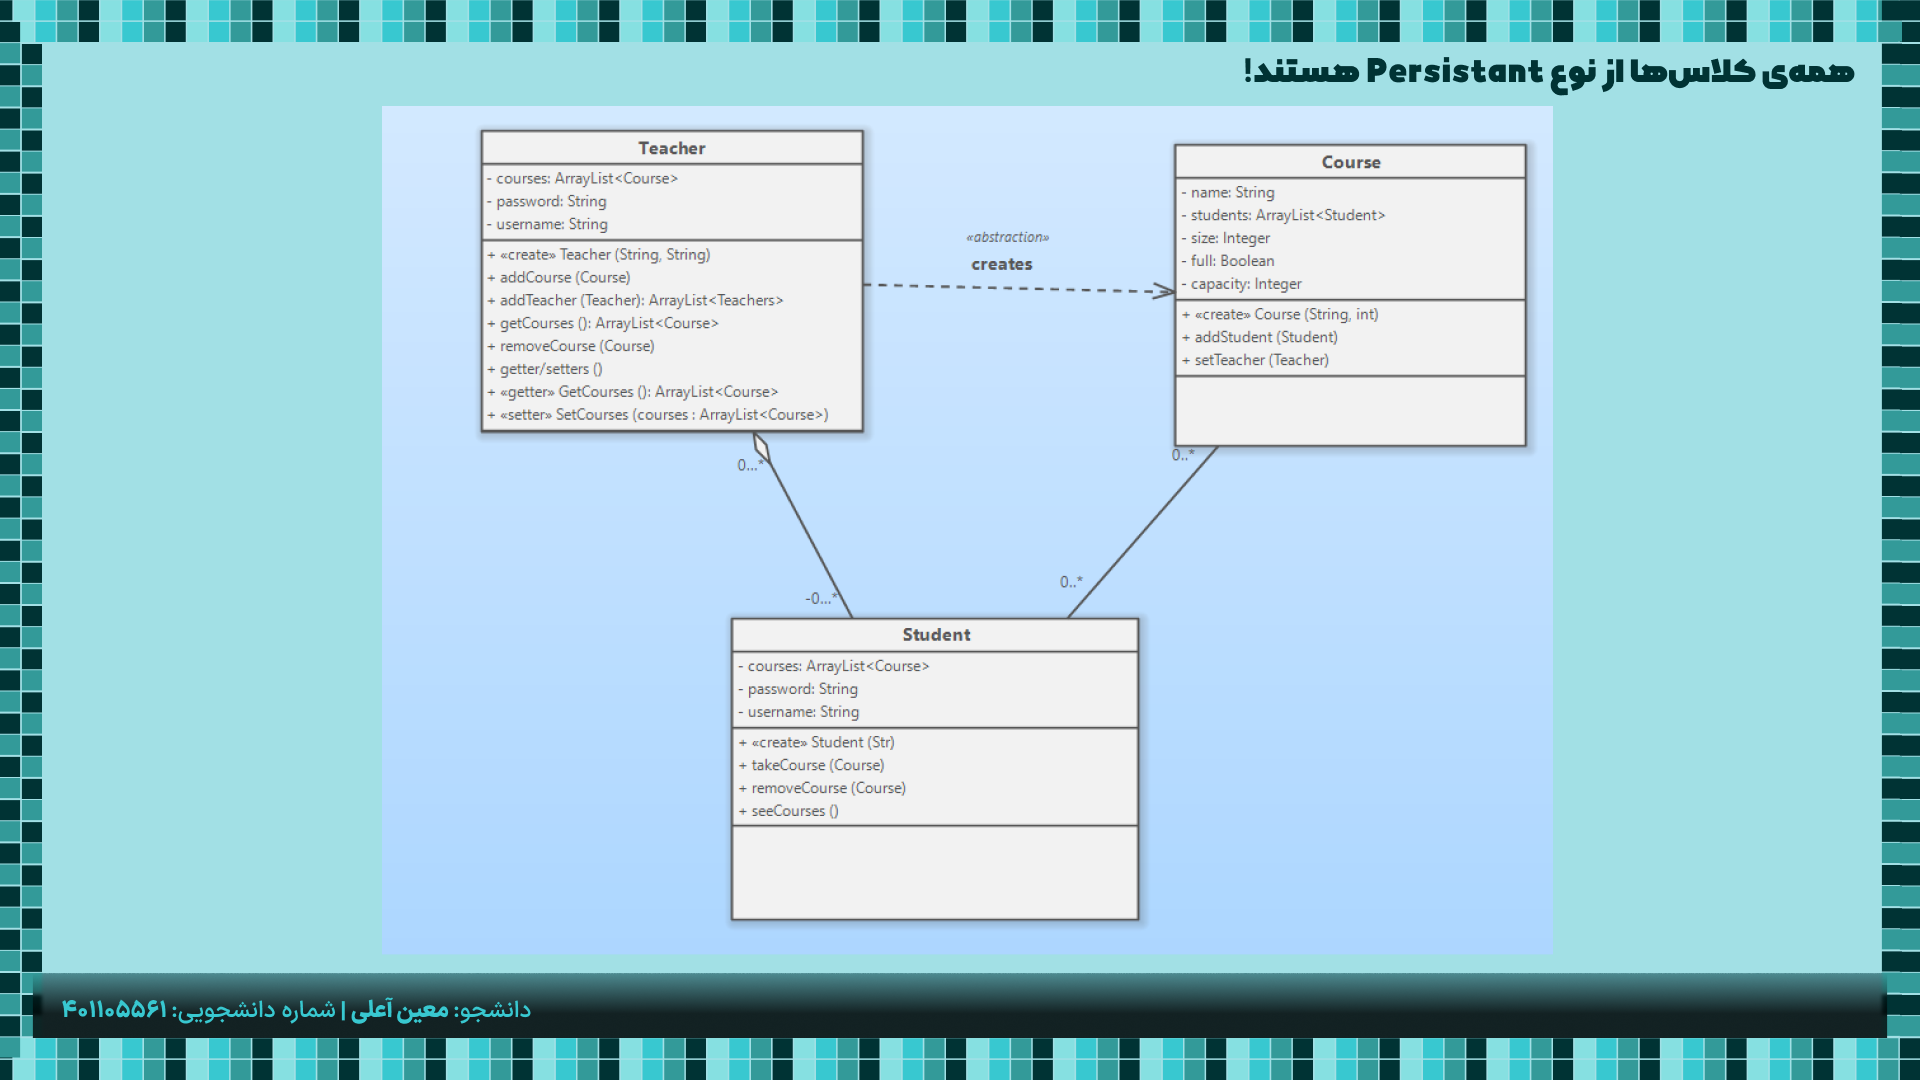 همه‌ی کلاس‌ها از نوع Persistant هستند!
Teacher
- courses: ArrayList<Course>
- password: String
- username: String
+ «create» Teacher (String, String)
+ addCourse (Course)
+ addTeacher (Teacher): ArrayList<Teachers>
+ getCourses (): ArrayList<Course>
+ removeCourse (Course)
+ getter/setters ()
+ «getter» GetCourses (): ArrayList<Course>
+ «setter» SetCourses (courses : ArrayList<Course>)
«abstraction»
creates
Course
- name: String
- students: ArrayList<Student>
- size: Integer
- full: Boolean
- capacity: Integer
+ «create» Course (String, int)
+ addStudent (Student)
+ setTeacher (Teacher)
0...*
0..*
-0...*
0..*
Student
- courses: ArrayList<Course>
- password: String
- username: String
+ «create» Student (Str)
+ takeCourse (Course)
+ removeCourse (Course)
+ seeCourses ()
دانشجو: معین آعلی | شماره دانشجویی: ۴۰۱۱۰۵۵۶۱